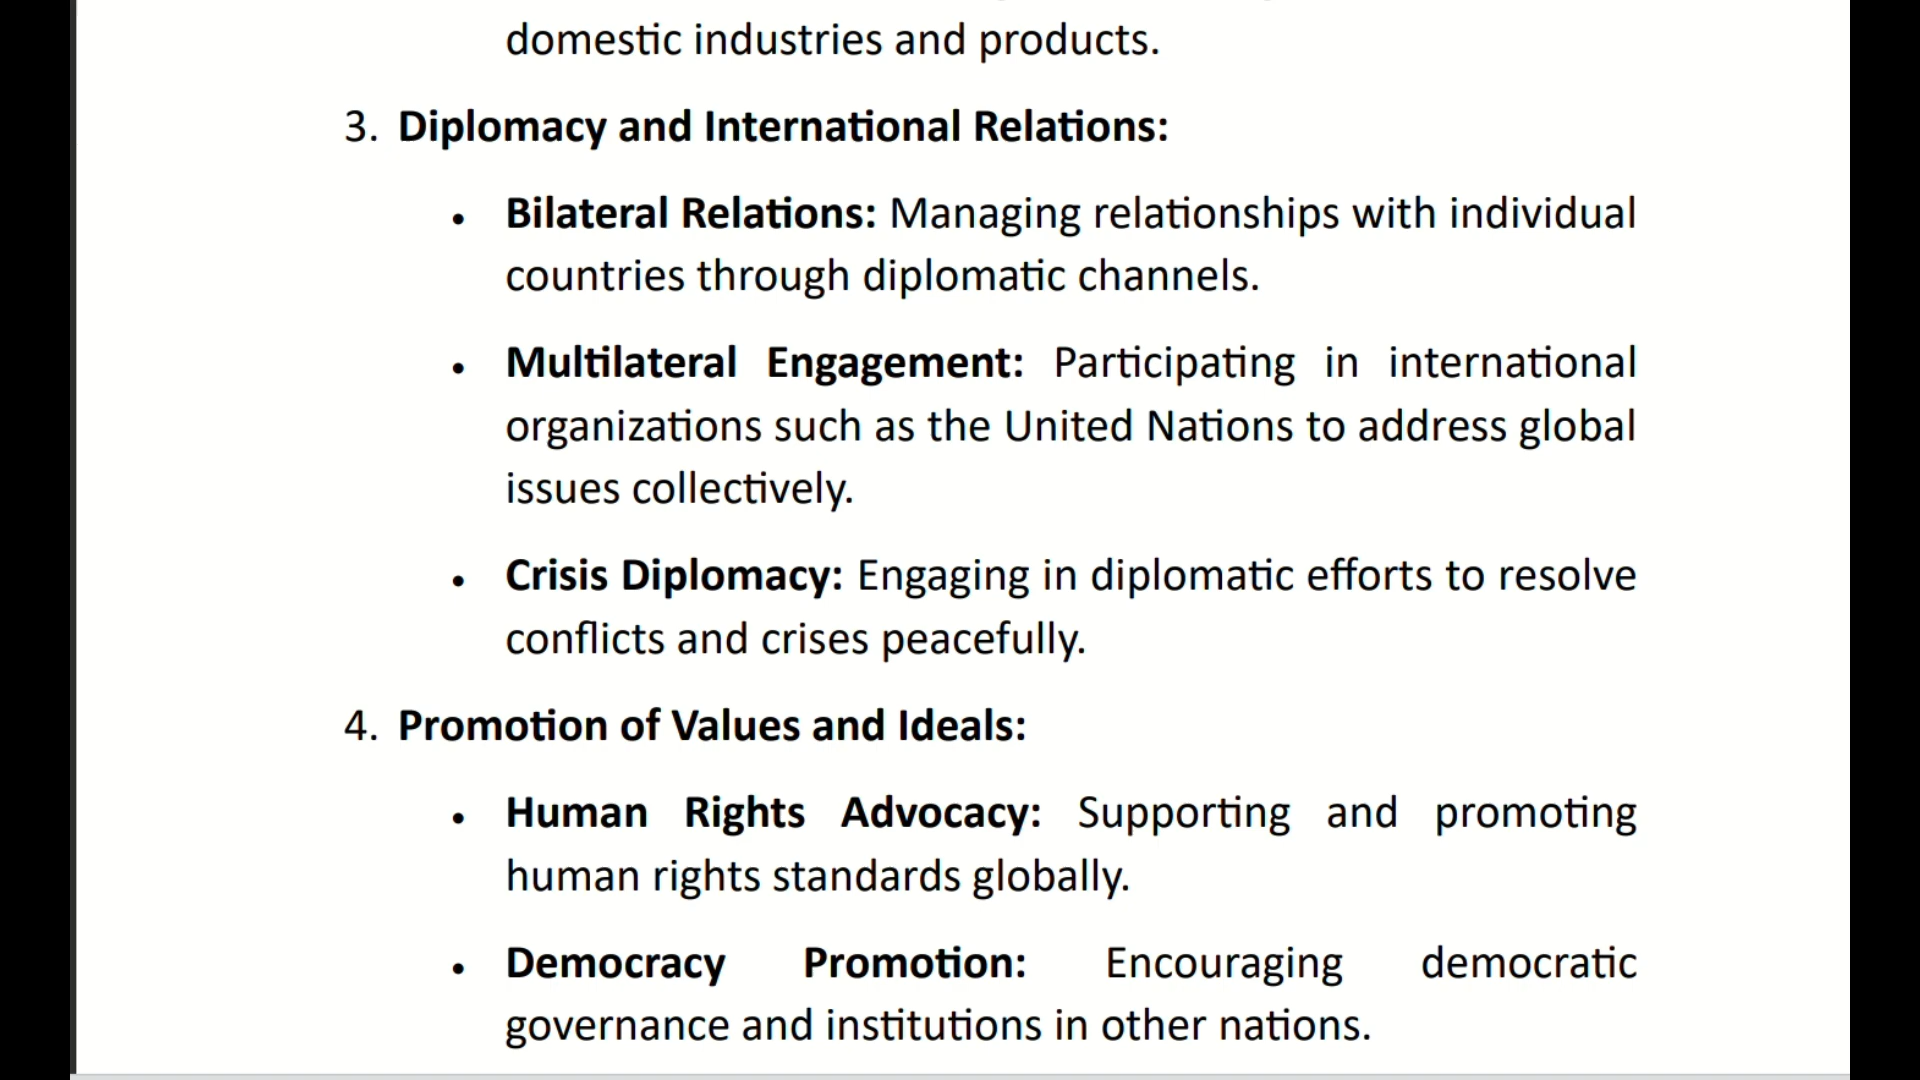 domestic industries and products.
3. Diplomacy and International Relations:
• Bilateral Relations: Managing relationships with individual
countries through diplomatic channels.
• Multilateral Engagement: Participating in international
organizations such as the United Nations to address global
issues collectively.
• Crisis Diplomacy: Engaging in diplomatic efforts to resolve
conflicts and crises peacefully.
4. Promotion of Values and Ideals:
• Human Rights Advocacy: Supporting and promoting
human rights standards globally.
• Democracy Promotion: Encouraging democratic
governance and institutions in other nations.